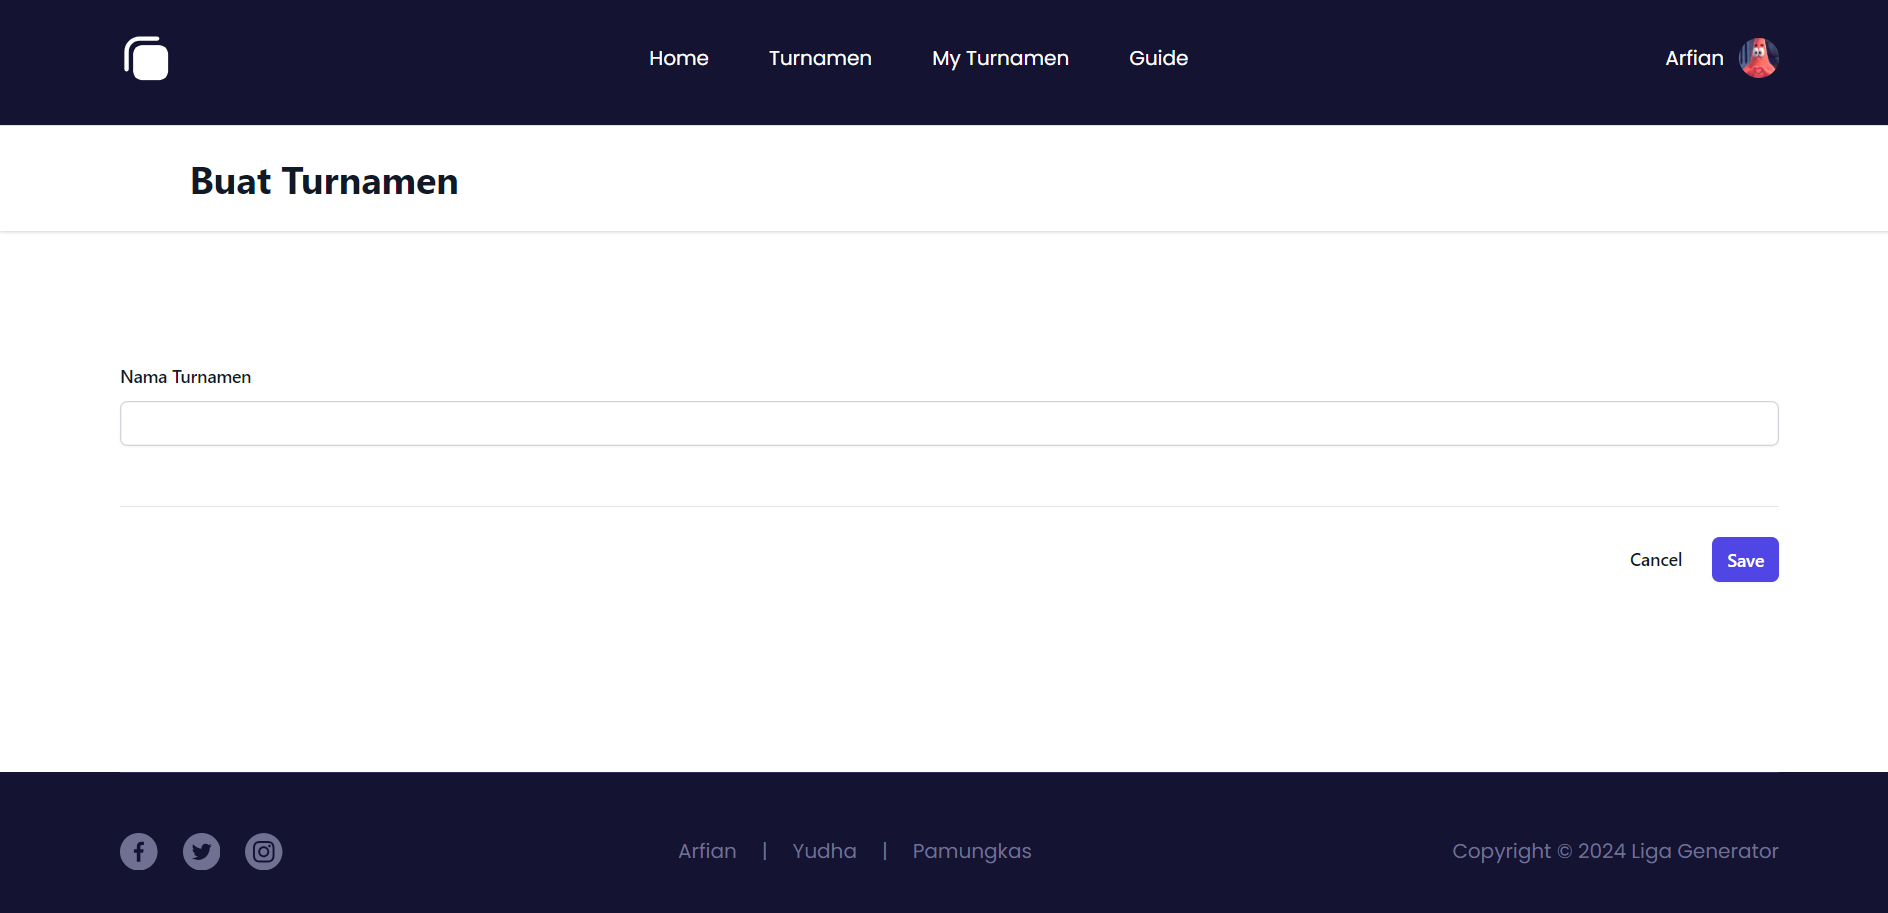 Home Turnamen My Turnamen Guide Arfian
Buat Turnamen
Nama Turnamen
Cancel Save
Arfian | Yudha | Pamungkas Copyright © 2024 Liga Generator